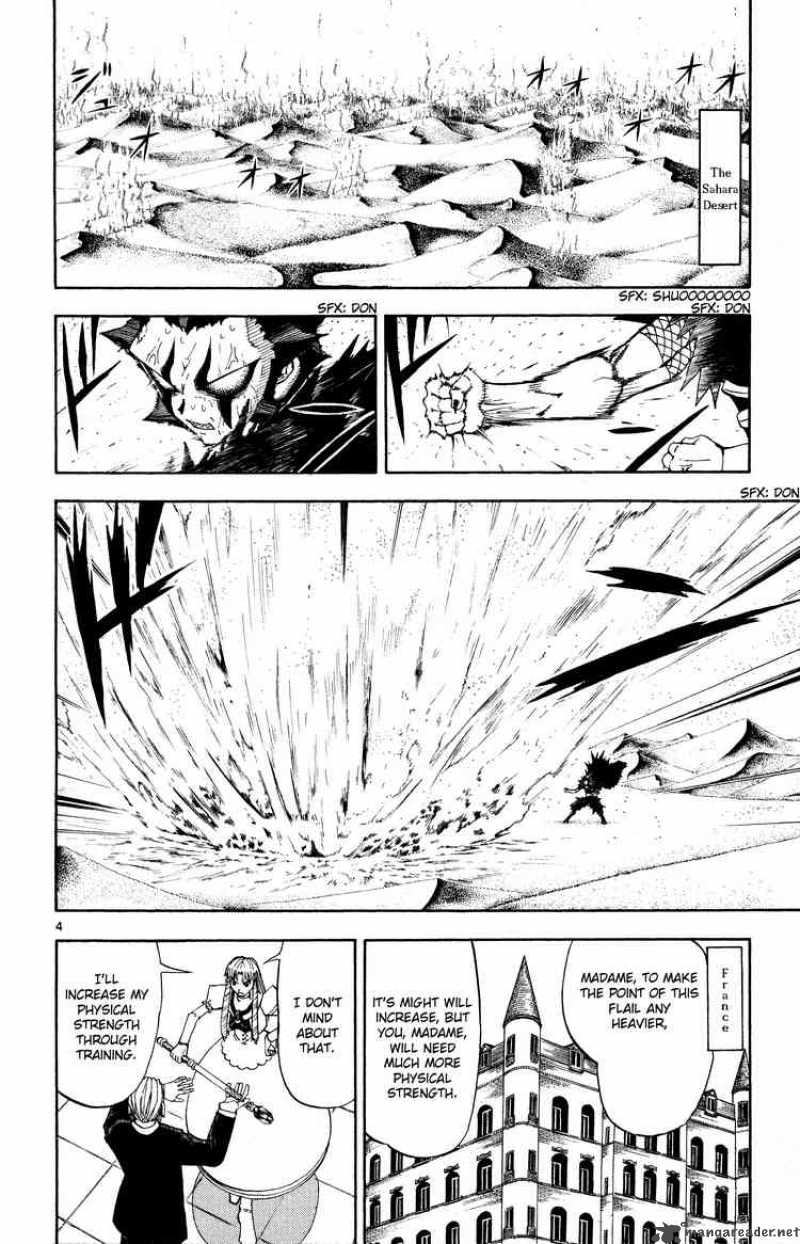 The
Sahara
Desert
SFX: SHUOOOOOOOO
SFX: DON
SFX: DON
SFX: DON
4
France
MADAME, TO MAKE
THE POINT OF THIS
FLAIL ANY
HEAVIER,
IT'S MIGHT WILL
INCREASE, BUT
YOU, MADAME,
WILL NEED
MUCH MORE
PHYSICAL
STRENGTH.
I DON'T
MIND
ABOUT
THAT.
I'LL
INCREASE MY
PHYSICAL
STRENGTH
THROUGH
TRAINING.
mangareader.net